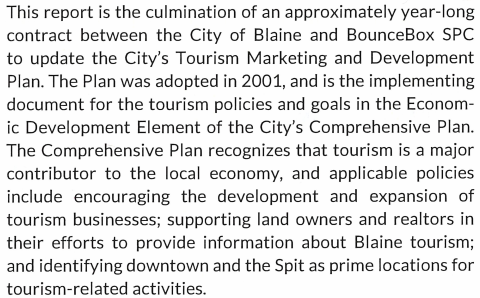 This report is the culmination of an approximately year-long
contract between the City of Blaine and BounceBox SPC
to update the City's Tourism Marketing and Development
Plan. The Plan was adopted in 2001, and is the implementing
document for the tourism policies and goals in the Econom-
ic Development Element of the City's Comprehensive Plan.
The Comprehensive Plan recognizes that tourism is a major
contributor to the local economy, and applicable policies
include encouraging the development and expansion of
tourism businesses; supporting land owners and realtors in
their efforts to provide information about Blaine tourism;
and identifying downtown and the Spit as prime locations for
tourism-related activities.